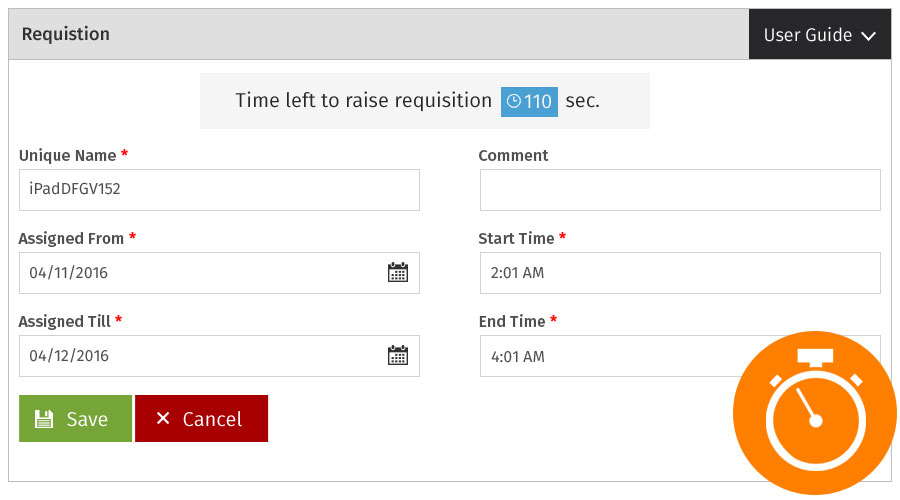 Requistion
User Guide
Time left to raise requisition 110 sec.
Unique Name *
Comment
iPadDFGV152
Assigned From *
Start Time *
04/11/2016
2:01 AM
Assigned Till *
End Time *
04/12/2016
4:01 AM
Save
Cancel